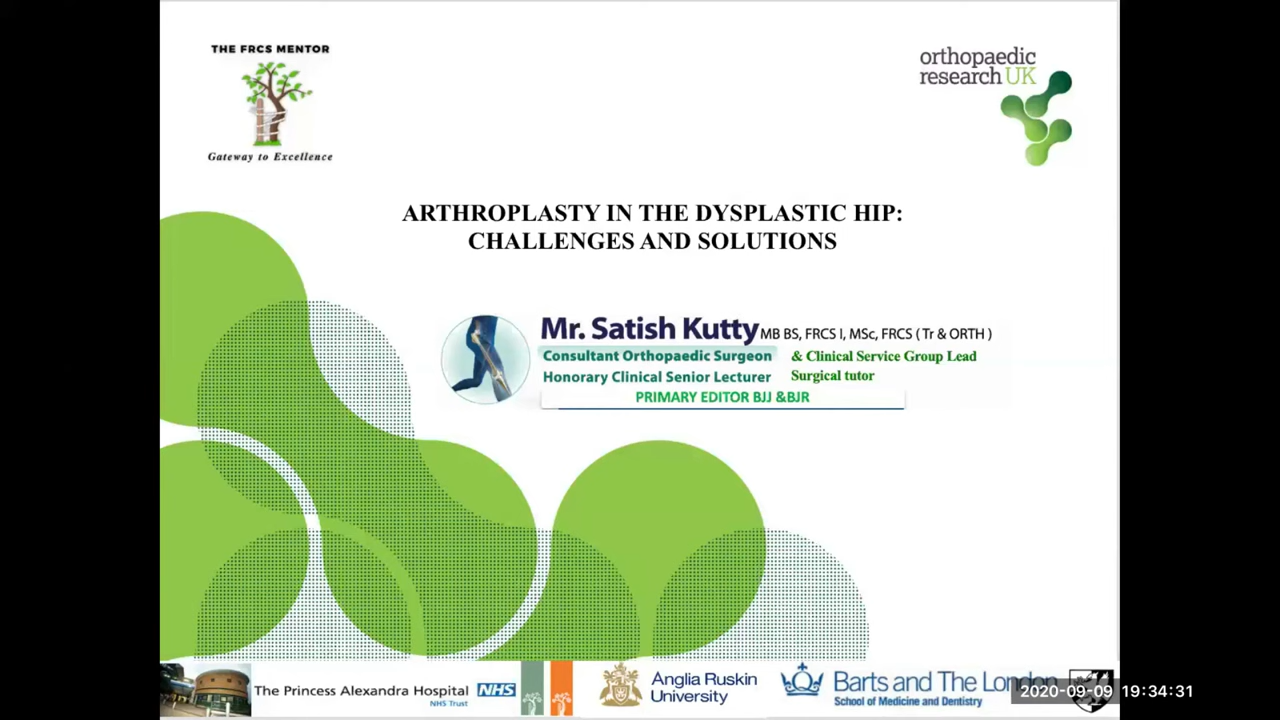 THE FRCS MENTOR
Gateway to Excellence
orthopaedic
research UK
ARTHROPLASTY IN THE DYSPLASTIC HIP:
CHALLENGES AND SOLUTIONS
Mr. Satish Kutty MB BS, FRCS I, MSc, FRCS ( Tr & ORTH )
Consultant Orthopaedic Surgeon & Clinical Service Group Lead
Honorary Clinical Senior Lecturer Surgical tutor
PRIMARY EDITOR BJJ &BJR
The Princess Alexandra Hospital NHS
NHS Trust
Anglia Ruskin
University
Barts and The London
School of Medicine and Dentistry
2020-09-09 19:34:31